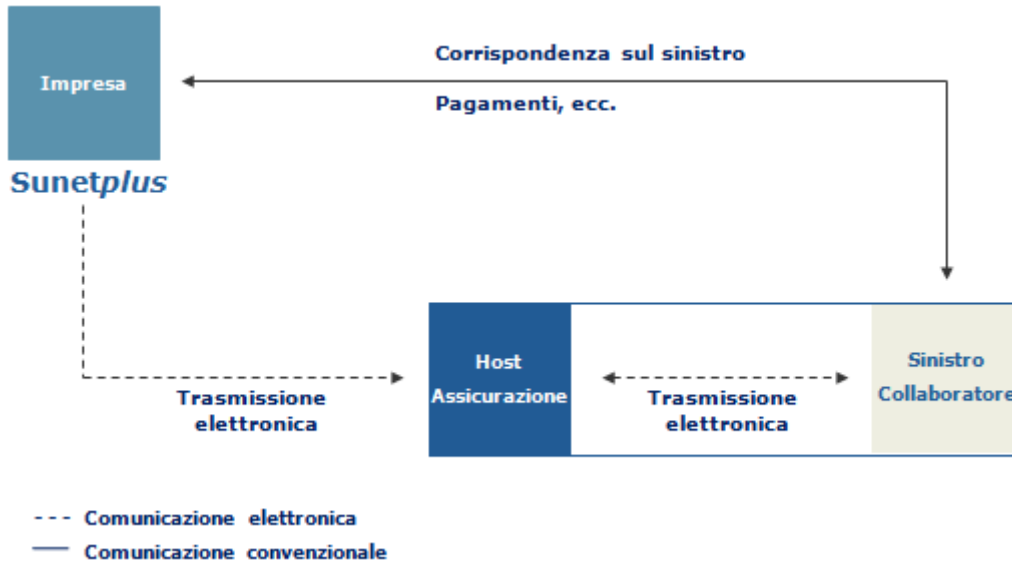 Impresa
Corrispondenza sul sinistro
Pagamenti, ecc.
Sunetplus
Host
Assicurazione
Sinistro
Collaboratore
Trasmissione
elettronica
Trasmissione
elettronica
--- Comunicazione elettronica
— Comunicazione convenzionale